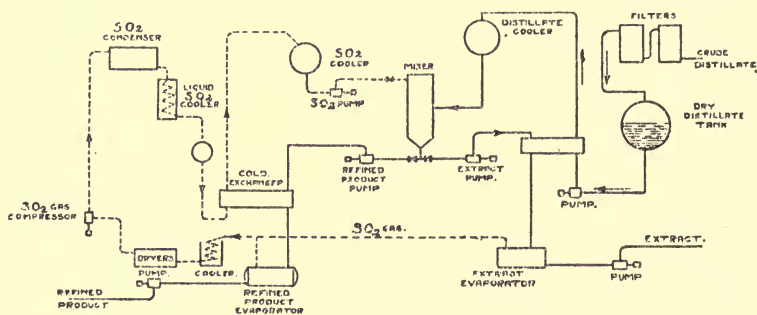 SO2
CONDENSER
LIQUID
SO2
COOLER
SO2
COOLER
SO2 PUMP
MIXER
DISTILLATE
COOLER
FILTERS
CRUDE
DISTILLATE.
DRY
DISTILLATE
TANK
COLD.
EXCHANGER
REFINED
PRODUCT
PUMP
EXTRACT
PUMP.
PUMP.
SO2 GAS
COMPRESSOR
DRYERS
PUMP.
COOLER.
SO2 GAS.
REFINED
PRODUCT
REFINED
PRODUCT
EVAPORATOR
EXTRACT
EVAPORATOR
EXTRACT.
PUMP